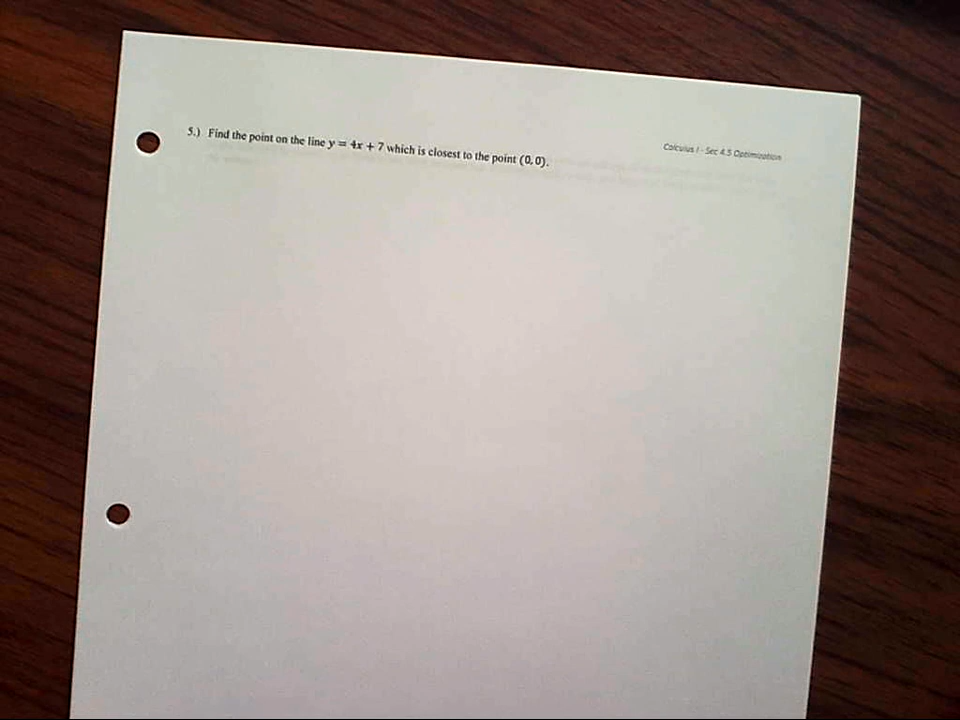 Calculus I - Sec 4.5 Optimization
5.) Find the point on the line y = 4x + 7 which is closest to the point (0, 0).